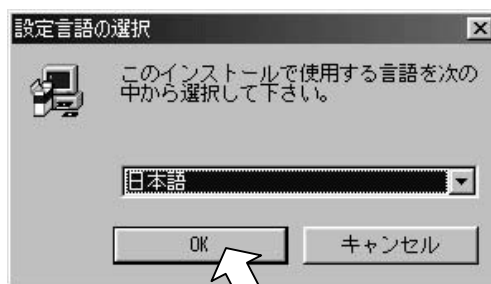 設定言語の選択
このインストールで使用する言語を次の
中から選択して下さい。
日本語
OK
キャンセル